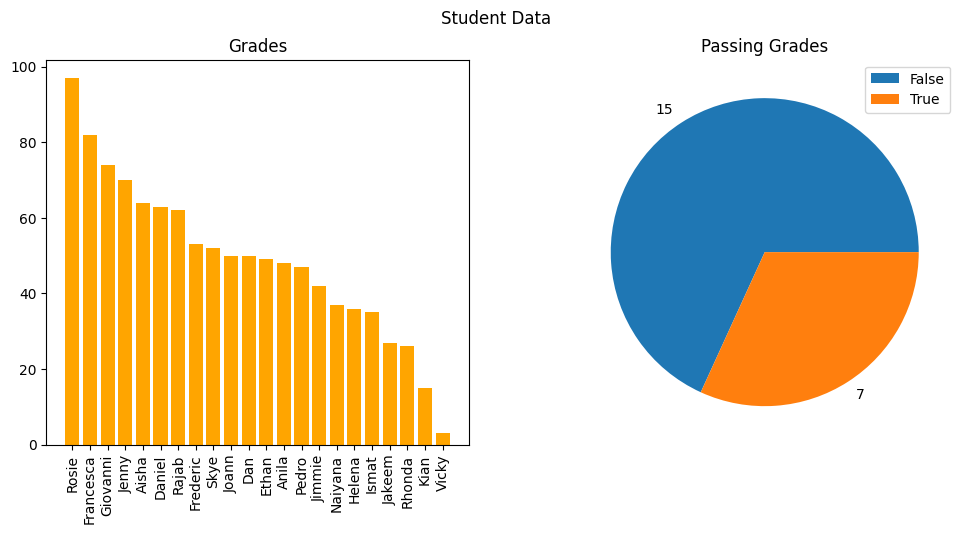 Student Data
Grades
100
80
60
40
20
0
Rosie
Francesca
Giovanni
Jenny
Aisha
Daniel
Rajab
Frederic
Skye
Joann
Dan
Ethan
Anila
Pedro
Jimmie
Naiyana
Helena
Ismat
Jakeem
Rhonda
Kian
Vicky
Passing Grades
False
True
15
7